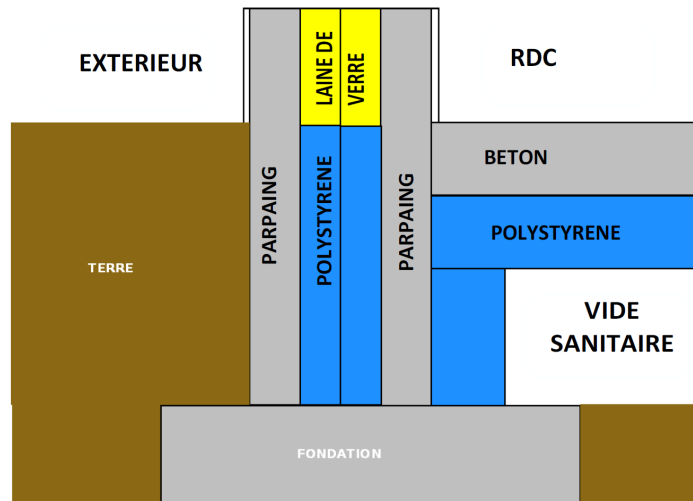 EXTERIEUR
LAINE DE
VERRE
RDC
PARPAING
POLYSTYRENE
PARPAING
BETON
POLYSTYRENE
TERRE
VIDE
SANITAIRE
FONDATION